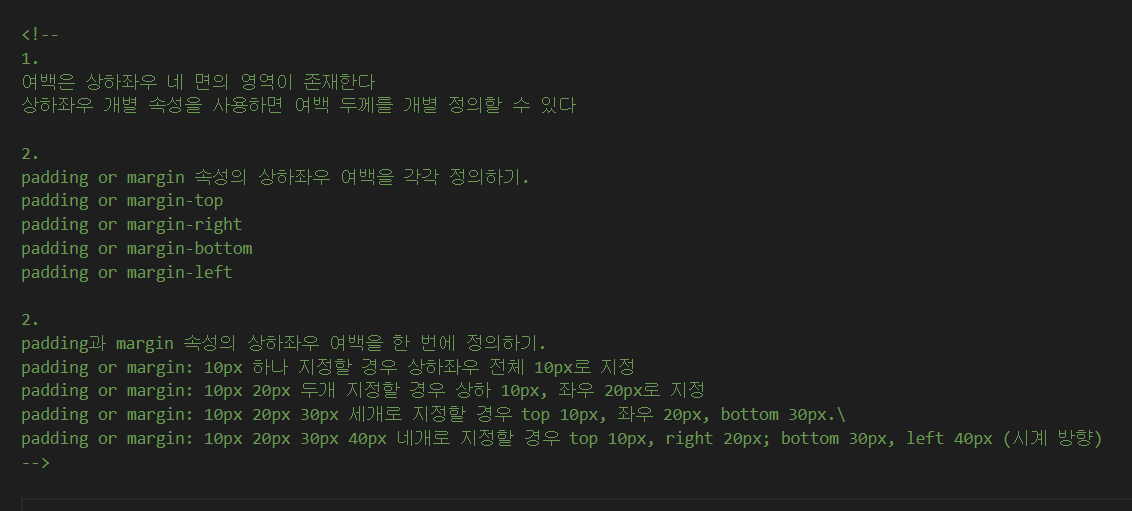 <!--
1.
여백은 상하좌우 네 면의 영역이 존재한다
상하좌우 개별 속성을 사용하면 여백 두께를 개별 정의할 수 있다
2.
padding or margin 속성의 상하좌우 여백을 각각 정의하기.
padding or margin-top
padding or margin-right
padding or margin-bottom
padding or margin-left
2.
padding과 margin 속성의 상하좌우 여백을 한 번에 정의하기.
padding or margin: 10px 하나 지정할 경우 상하좌우 전체 10px로 지정
padding or margin: 10px 20px 두개 지정할 경우 상하 10px, 좌우 20px로 지정
padding or margin: 10px 20px 30px 세개로 지정할 경우 top 10px, 좌우 20px, bottom 30px.\
padding or margin: 10px 20px 30px 40px 네개로 지정할 경우 top 10px, right 20px; bottom 30px, left 40px (시계 방향)
-->